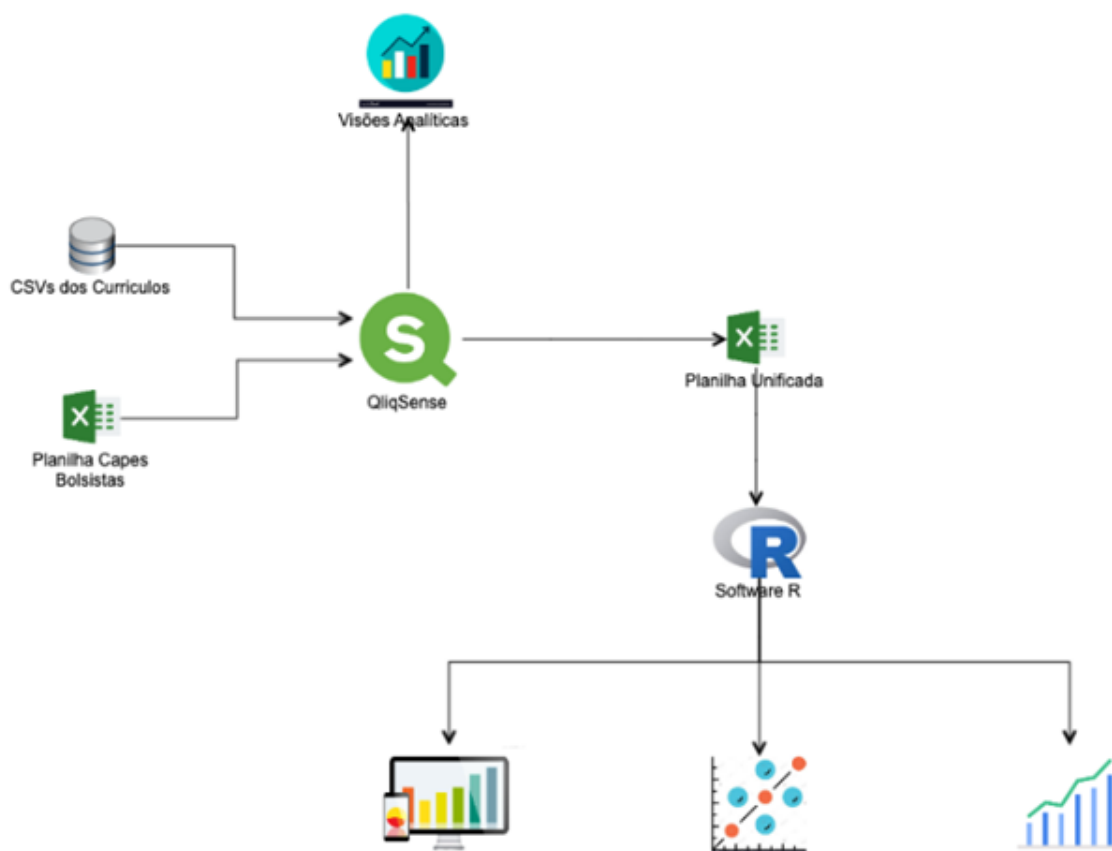 Visões Analíticas
CSVs dos Curriculos
S
QliqSense
X
Planilha Unificada
X
Planilha Capes
Bolsistas
R
Software R